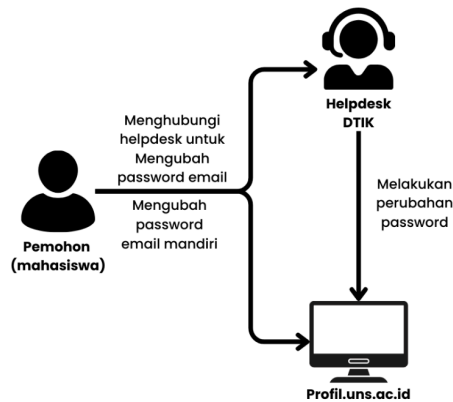 Helpdesk
DTIK
Menghubungi
helpdesk untuk
Mengubah
password email
Mengubah
password
email mandiri
Pemohon
(mahasiswa)
Melakukan
perubahan
password
Profil.uns.ac.id